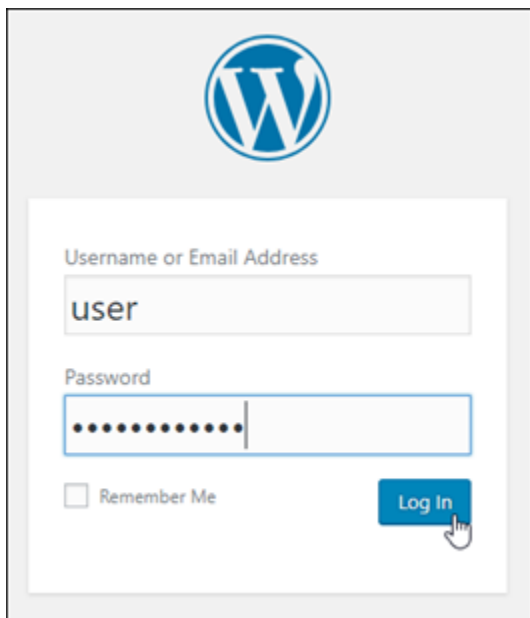 Username or Email Address
user
Password
••••••••••••
Remember Me
Log In